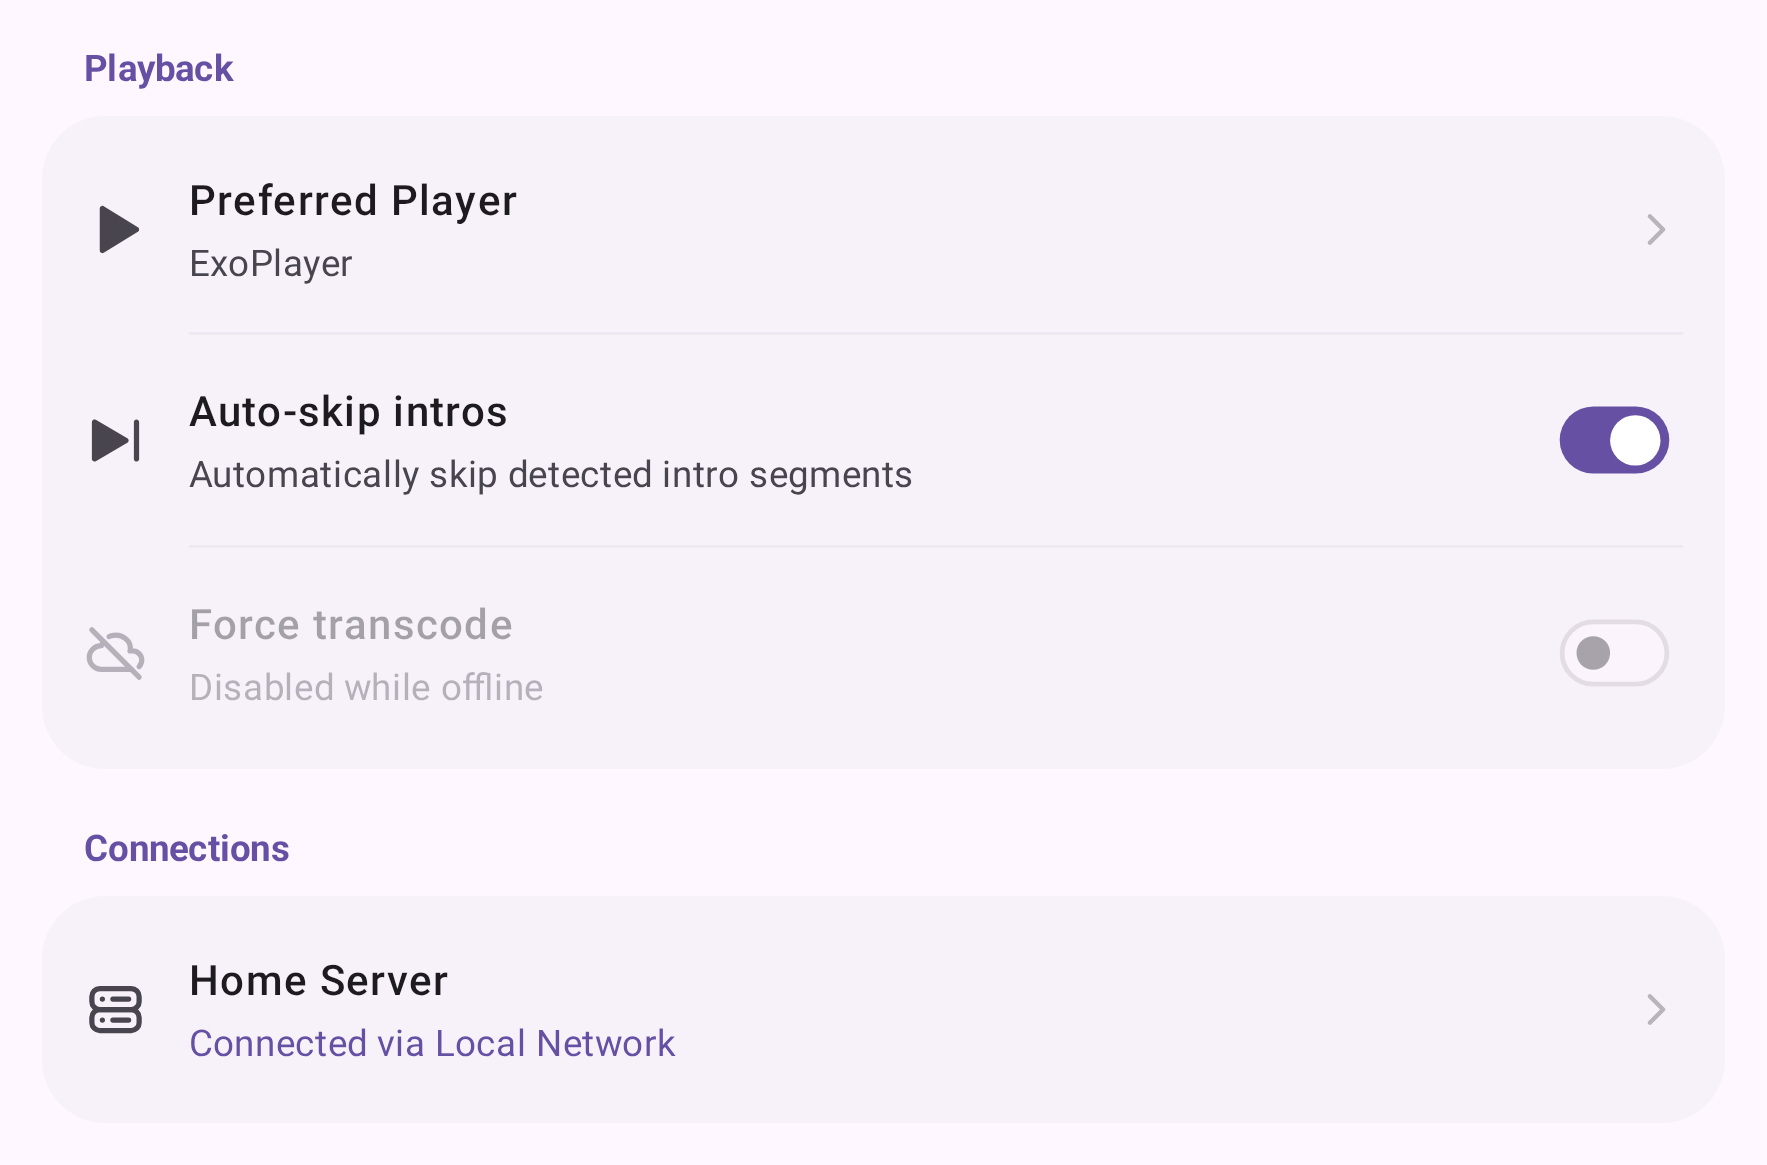 Playback
Preferred Player
ExoPlayer
Auto-skip intros
Automatically skip detected intro segments
Force transcode
Disabled while offline
Connections
Home Server
Connected via Local Network